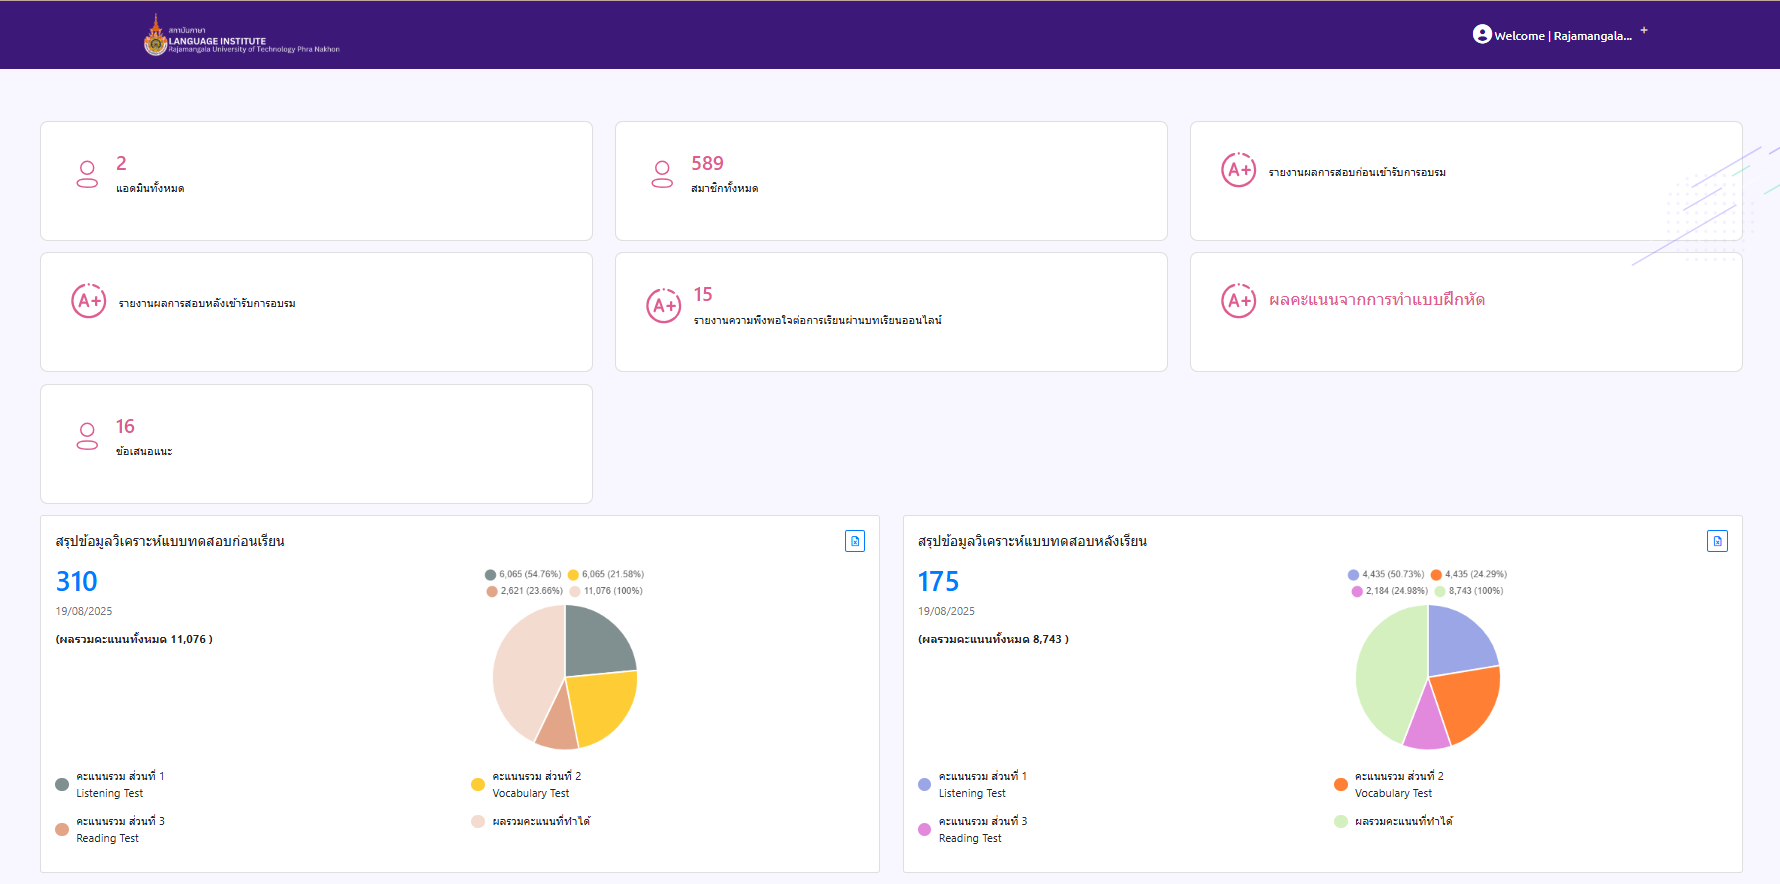 สถาบันภาษา
LANGUAGE INSTITUTE
Rajamangala University of Technology Phra Nakhon
Welcome | Rajamangala... +
2
แอดมินทั้งหมด
589
สมาชิกทั้งหมด
A+
รายงานผลการสอบก่อนเข้ารับการอบรม
A+
รายงานผลการสอบหลังเข้ารับการอบรม
A+
15
รายงานความพึงพอใจต่อการเรียนผ่านบทเรียนออนไลน์
A+
ผลคะแนนจากการทำแบบฝึกหัด
16
ข้อเสนอแนะ
สรุปข้อมูลวิเคราะห์แบบทดสอบก่อนเรียน
310
19/08/2025
(ผลรวมคะแนนทั้งหมด 11,076 )
6,065 (54.76%) 6,065 (21.58%)
2,621 (23.66%) 11,076 (100%)
คะแนนรวม ส่วนที่ 1
Listening Test
คะแนนรวม ส่วนที่ 2
Vocabulary Test
คะแนนรวม ส่วนที่ 3
Reading Test
ผลรวมคะแนนที่ทำได้
สรุปข้อมูลวิเคราะห์แบบทดสอบหลังเรียน
175
19/08/2025
(ผลรวมคะแนนทั้งหมด 8,743 )
4,435 (50.73%) 4,435 (24.29%)
2,184 (24.98%) 8,743 (100%)
คะแนนรวม ส่วนที่ 1
Listening Test
คะแนนรวม ส่วนที่ 2
Vocabulary Test
คะแนนรวม ส่วนที่ 3
Reading Test
ผลรวมคะแนนที่ทำได้